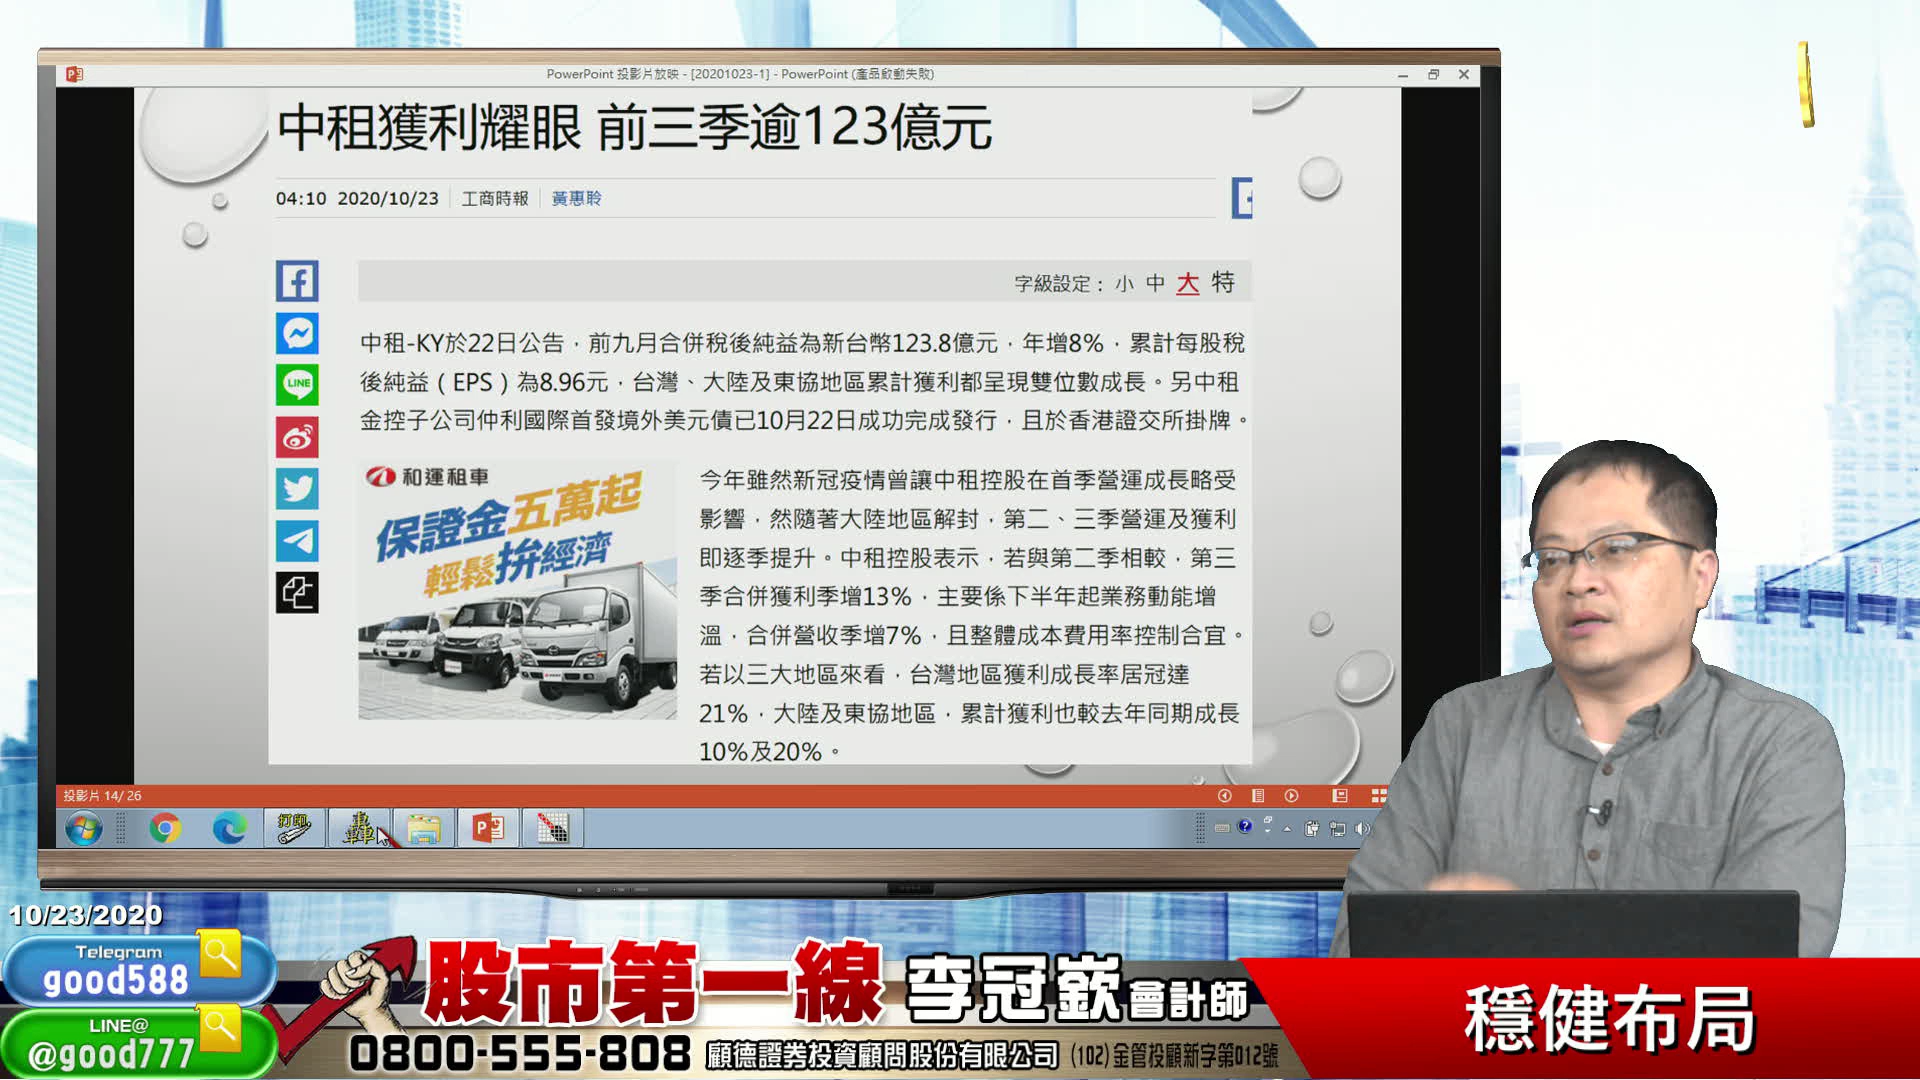 PowerPoint 投影片放映 - [20201023-1] - PowerPoint (產品啟動失敗)
中租獲利耀眼 前三季逾123億元
04:10 2020/10/23 工商時報 黃惠聆
字級設定： 小 中 大 特
中租-KY於22日公告，前九月合併稅後純益為新台幣123.8億元，年增8%，累計每股稅
後純益（EPS）為8.96元，台灣、大陸及東協地區累計獲利都呈現雙位數成長。另中租
金控子公司仲利國際首發境外美元債已10月22日成功完成發行，且於香港證交所掛牌。
LINE
和運租車
保證金五萬起
輕鬆拚經濟
今年雖然新冠疫情曾讓中租控股在首季營運成長略受
影響，然隨著大陸地區解封，第二、三季營運及獲利
即逐季提升。中租控股表示，若與第二季相較，第三
季合併獲利季增13%，主要係下半年起業務動能增
溫，合併營收季增7%，且整體成本費用率控制合宜。
若以三大地區來看，台灣地區獲利成長率居冠達
21%，大陸及東協地區，累計獲利也較去年同期成長
10%及20%。
投影片 14/ 26
打印
轟
10/23/2020
Telegram
good588
LINE@
@good777
股市第一線 李冠嶔 會計師
0800-555-808 顧德證券投資顧問股份有限公司 (102)金管投顧新字第012號
穩健布局